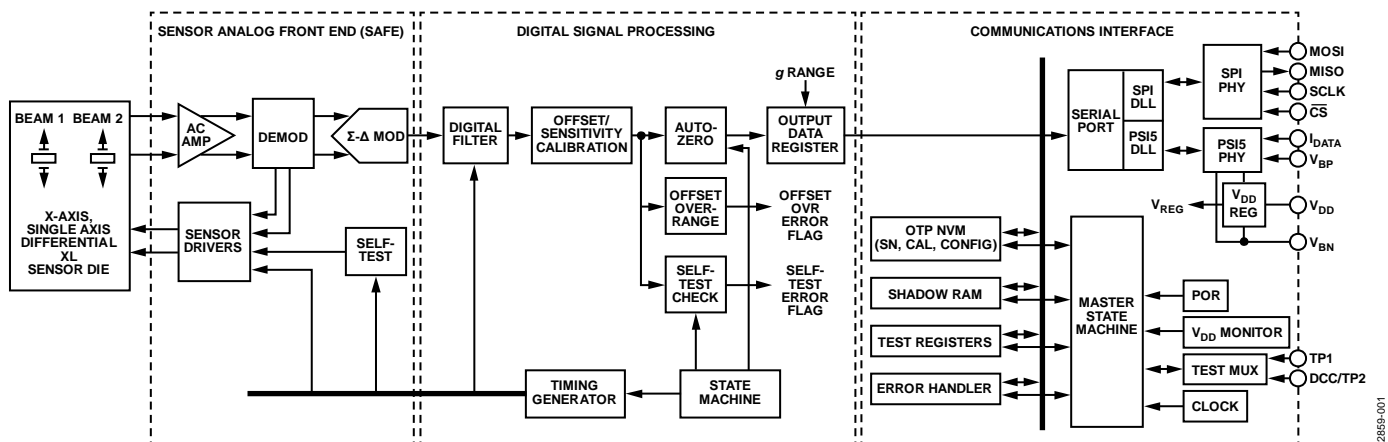 SENSOR ANALOG FRONT END (SAFE)
DIGITAL SIGNAL PROCESSING
COMMUNICATIONS INTERFACE
BEAM 1
BEAM 2
X-AXIS,
SINGLE AXIS
DIFFERENTIAL
XL
SENSOR DIE
AC
AMP
DEMOD
Σ-Δ MOD
SENSOR
DRIVERS
SELF-
TEST
DIGITAL
FILTER
OFFSET/
SENSITIVITY
CALIBRATION
AUTO-
ZERO
g RANGE
OUTPUT
DATA
REGISTER
OFFSET
OVER-
RANGE
OFFSET
OVR
ERROR
FLAG
SELF-
TEST
CHECK
SELF-
TEST
ERROR
FLAG
TIMING
GENERATOR
STATE
MACHINE
SERIAL
PORT
SPI
DLL
PSI5
DLL
SPI
PHY
PSI5
PHY
MOSI
MISO
SCLK
CS
IDATA
VBP
VREG
VDD
REG
VDD
VBN
OTP NVM
(SN, CAL, CONFIG)
SHADOW RAM
TEST REGISTERS
ERROR HANDLER
MASTER
STATE
MACHINE
POR
VDD MONITOR
TEST MUX
CLOCK
TP1
DCC/TP2
2859-001